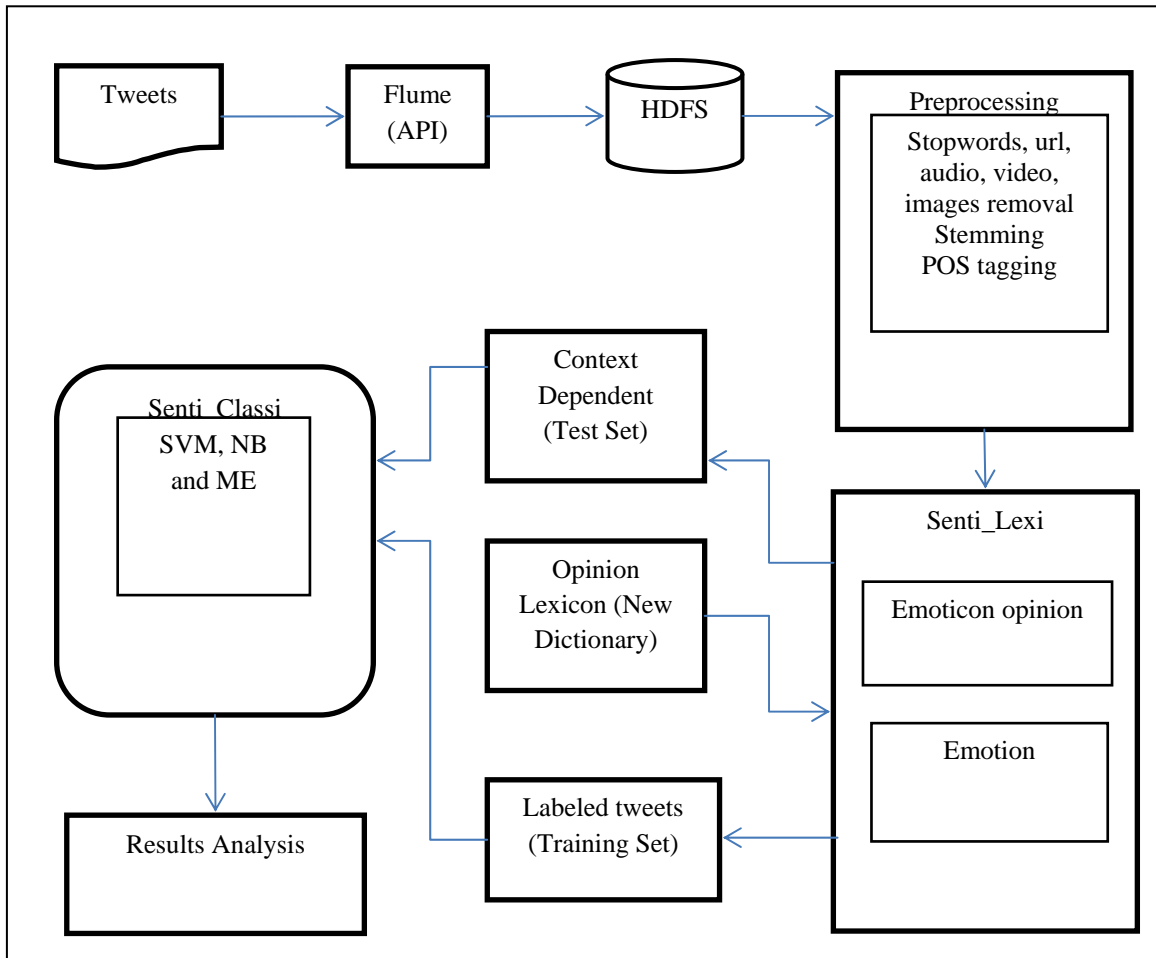 Tweets
Flume
(API)
HDFS
Preprocessing
Stopwords, url,
audio, video,
images removal
Stemming
POS tagging
Context
Dependent
(Test Set)
Senti_Classi
SVM, NB
and ME
Senti_Lexi
Opinion
Lexicon (New
Dictionary)
Emoticon opinion
Emotion
Labeled tweets
(Training Set)
Results Analysis